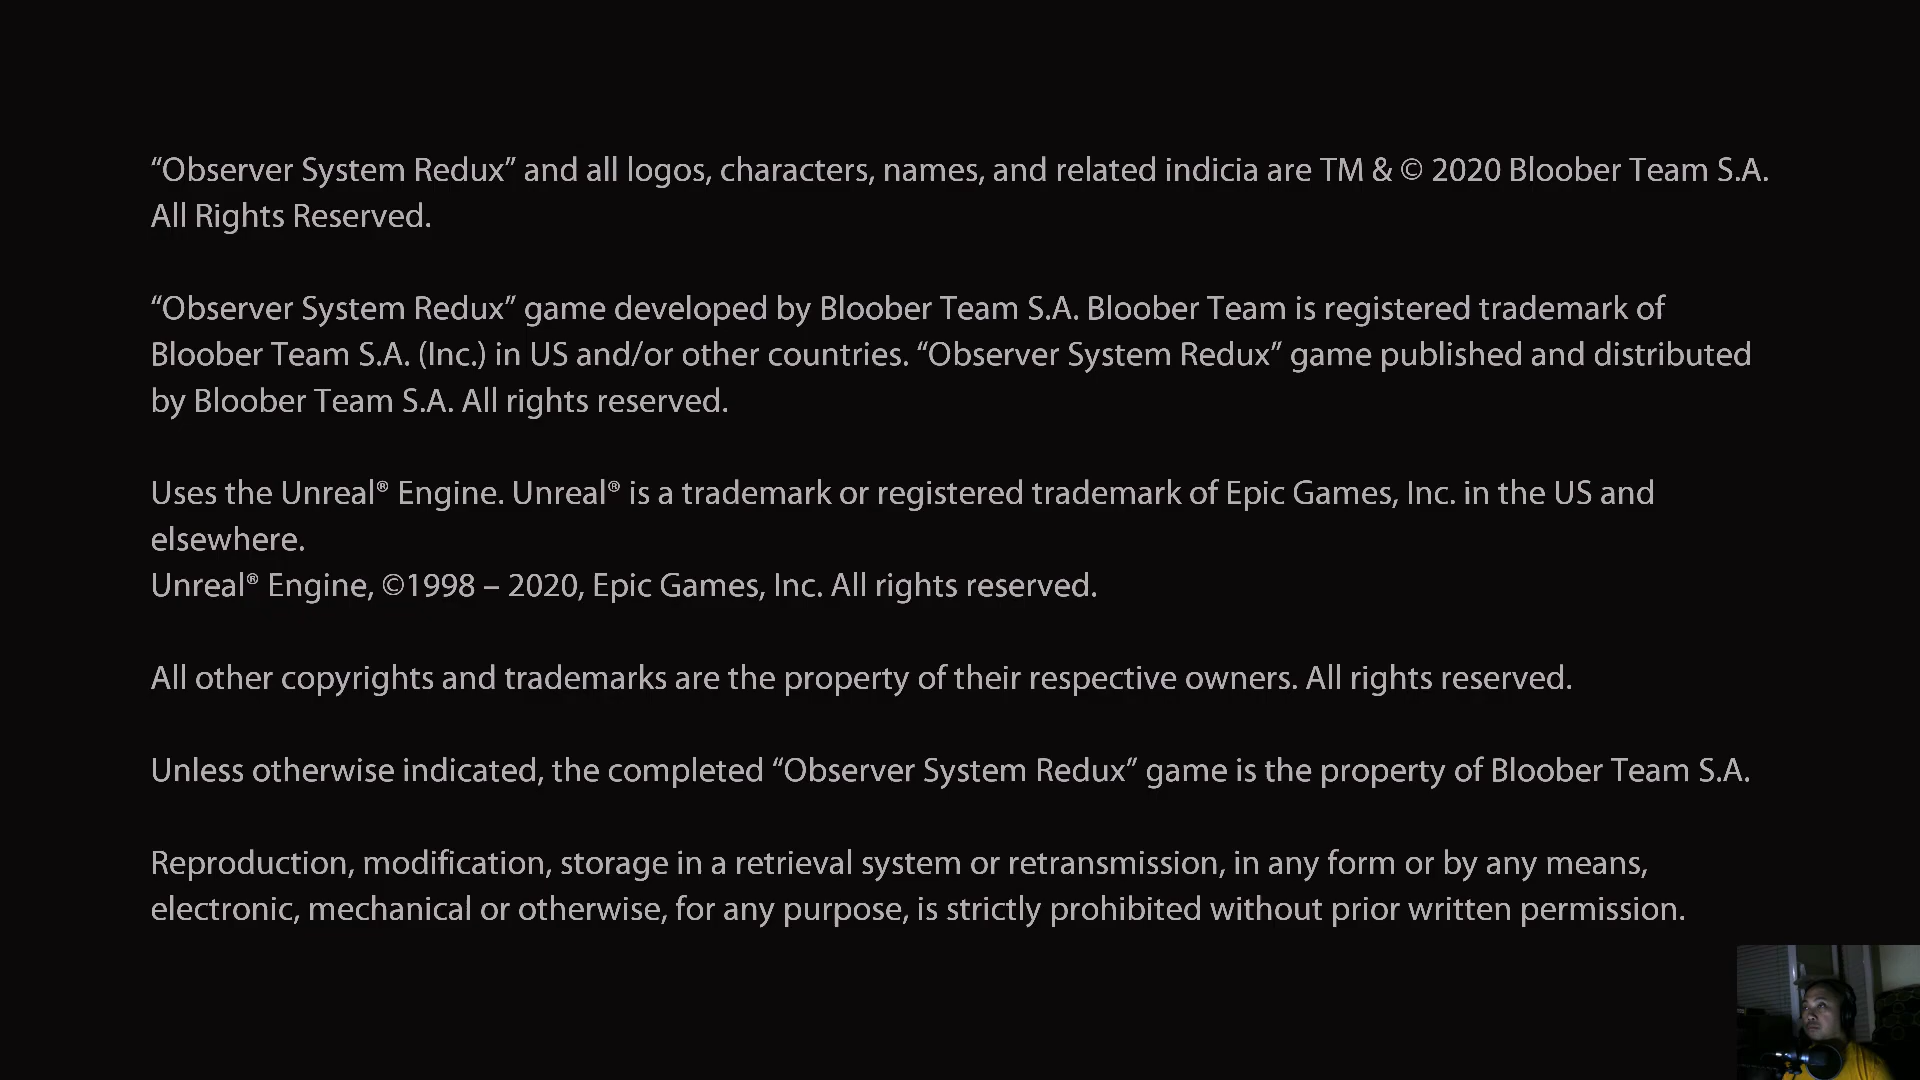 “Observer System Redux” and all logos, characters, names, and related indicia are TM & © 2020 Bloober Team S.A.
All Rights Reserved.
“Observer System Redux” game developed by Bloober Team S.A. Bloober Team is registered trademark of
Bloober Team S.A. (Inc.) in US and/or other countries. “Observer System Redux” game published and distributed
by Bloober Team S.A. All rights reserved.
Uses the Unreal® Engine. Unreal® is a trademark or registered trademark of Epic Games, Inc. in the US and
elsewhere.
Unreal® Engine, ©1998 – 2020, Epic Games, Inc. All rights reserved.
All other copyrights and trademarks are the property of their respective owners. All rights reserved.
Unless otherwise indicated, the completed “Observer System Redux” game is the property of Bloober Team S.A.
Reproduction, modification, storage in a retrieval system or retransmission, in any form or by any means,
electronic, mechanical or otherwise, for any purpose, is strictly prohibited without prior written permission.